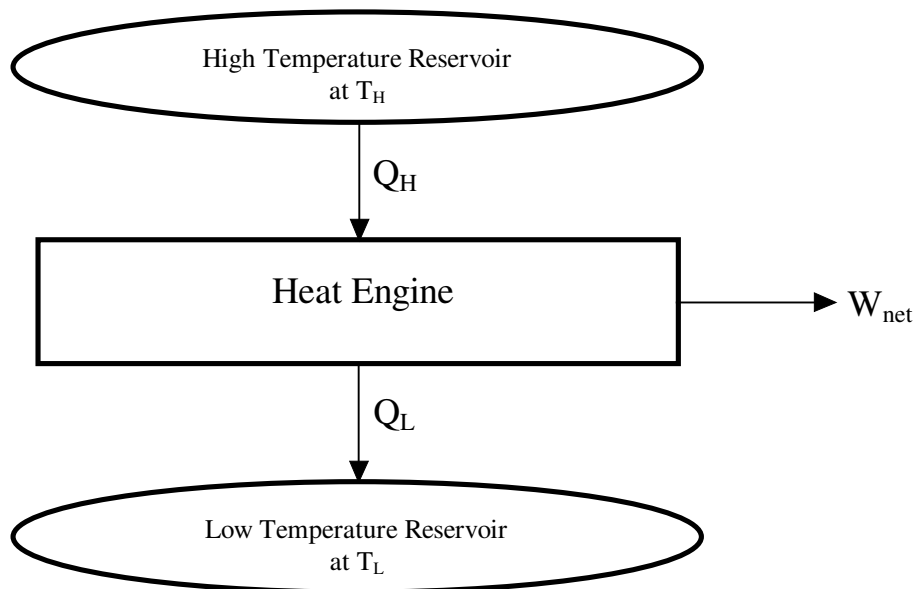 High Temperature Reservoir
at T_H
Q_H
Heat Engine
W_net
Q_L
Low Temperature Reservoir
at T_L